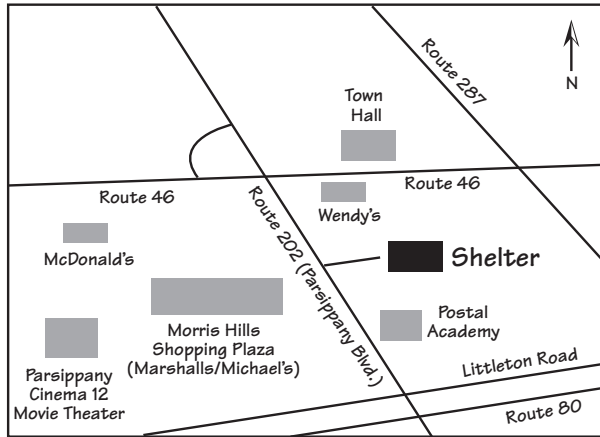 Route 287
N
Town
Hall
Route 46
Route 46
Wendy's
Route 202 (Parsippany Blvd.)
McDonald's
Shelter
Morris Hills
Shopping Plaza
(Marshalls/Michael's)
Postal
Academy
Parsippany
Cinema 12
Movie Theater
Littleton Road
Route 80